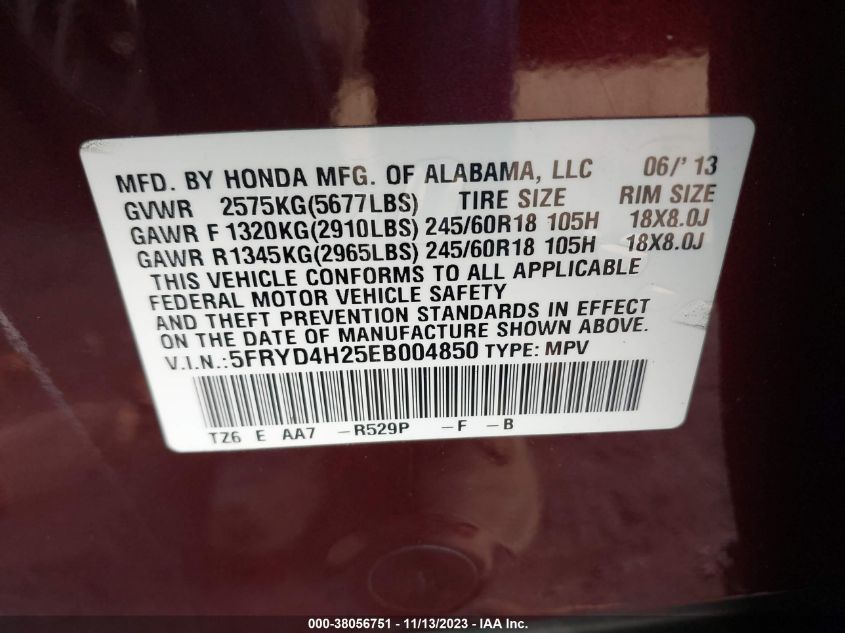 MFD. BY HONDA MFG. OF ALABAMA, LLC 06/'13
GVWR 2575KG(5677LBS) TIRE SIZE RIM SIZE
GAWR F 1320KG(2910LBS) 245/60R18 105H 18X8.0J
GAWR R1345KG(2965LBS) 245/60R18 105H 18X8.0J
THIS VEHICLE CONFORMS TO ALL APPLICABLE
FEDERAL MOTOR VEHICLE SAFETY
AND THEFT PREVENTION STANDARDS IN EFFECT
ON THE DATE OF MANUFACTURE SHOWN ABOVE.
V.I.N.:5FRYD4H25EB004850 TYPE: MPV
TZ6 E AA7 -R529P -F -B
000-38056751 - 11/13/2023 - IAA Inc.